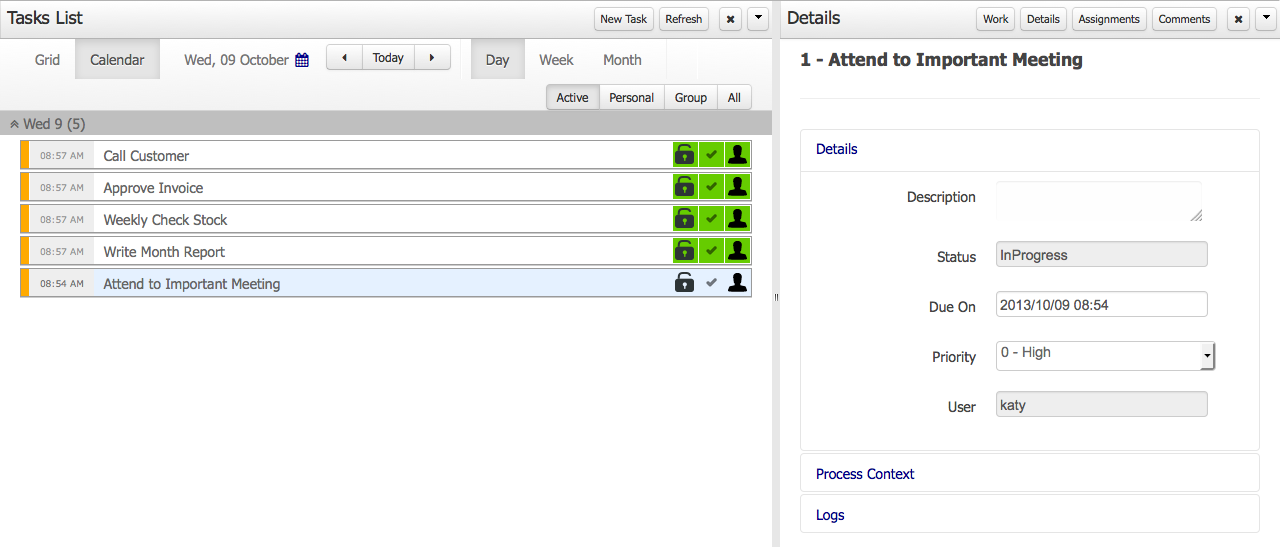 Tasks List
New Task
Refresh
Grid
Calendar
Wed, 09 October
Today
Day
Week
Month
Active
Personal
Group
All
Wed 9 (5)
08:57 AM Call Customer
08:57 AM Approve Invoice
08:57 AM Weekly Check Stock
08:57 AM Write Month Report
08:54 AM Attend to Important Meeting
Details
Work
Details
Assignments
Comments
1 - Attend to Important Meeting
Details
Description
Status InProgress
Due On 2013/10/09 08:54
Priority 0 - High
User katy
Process Context
Logs